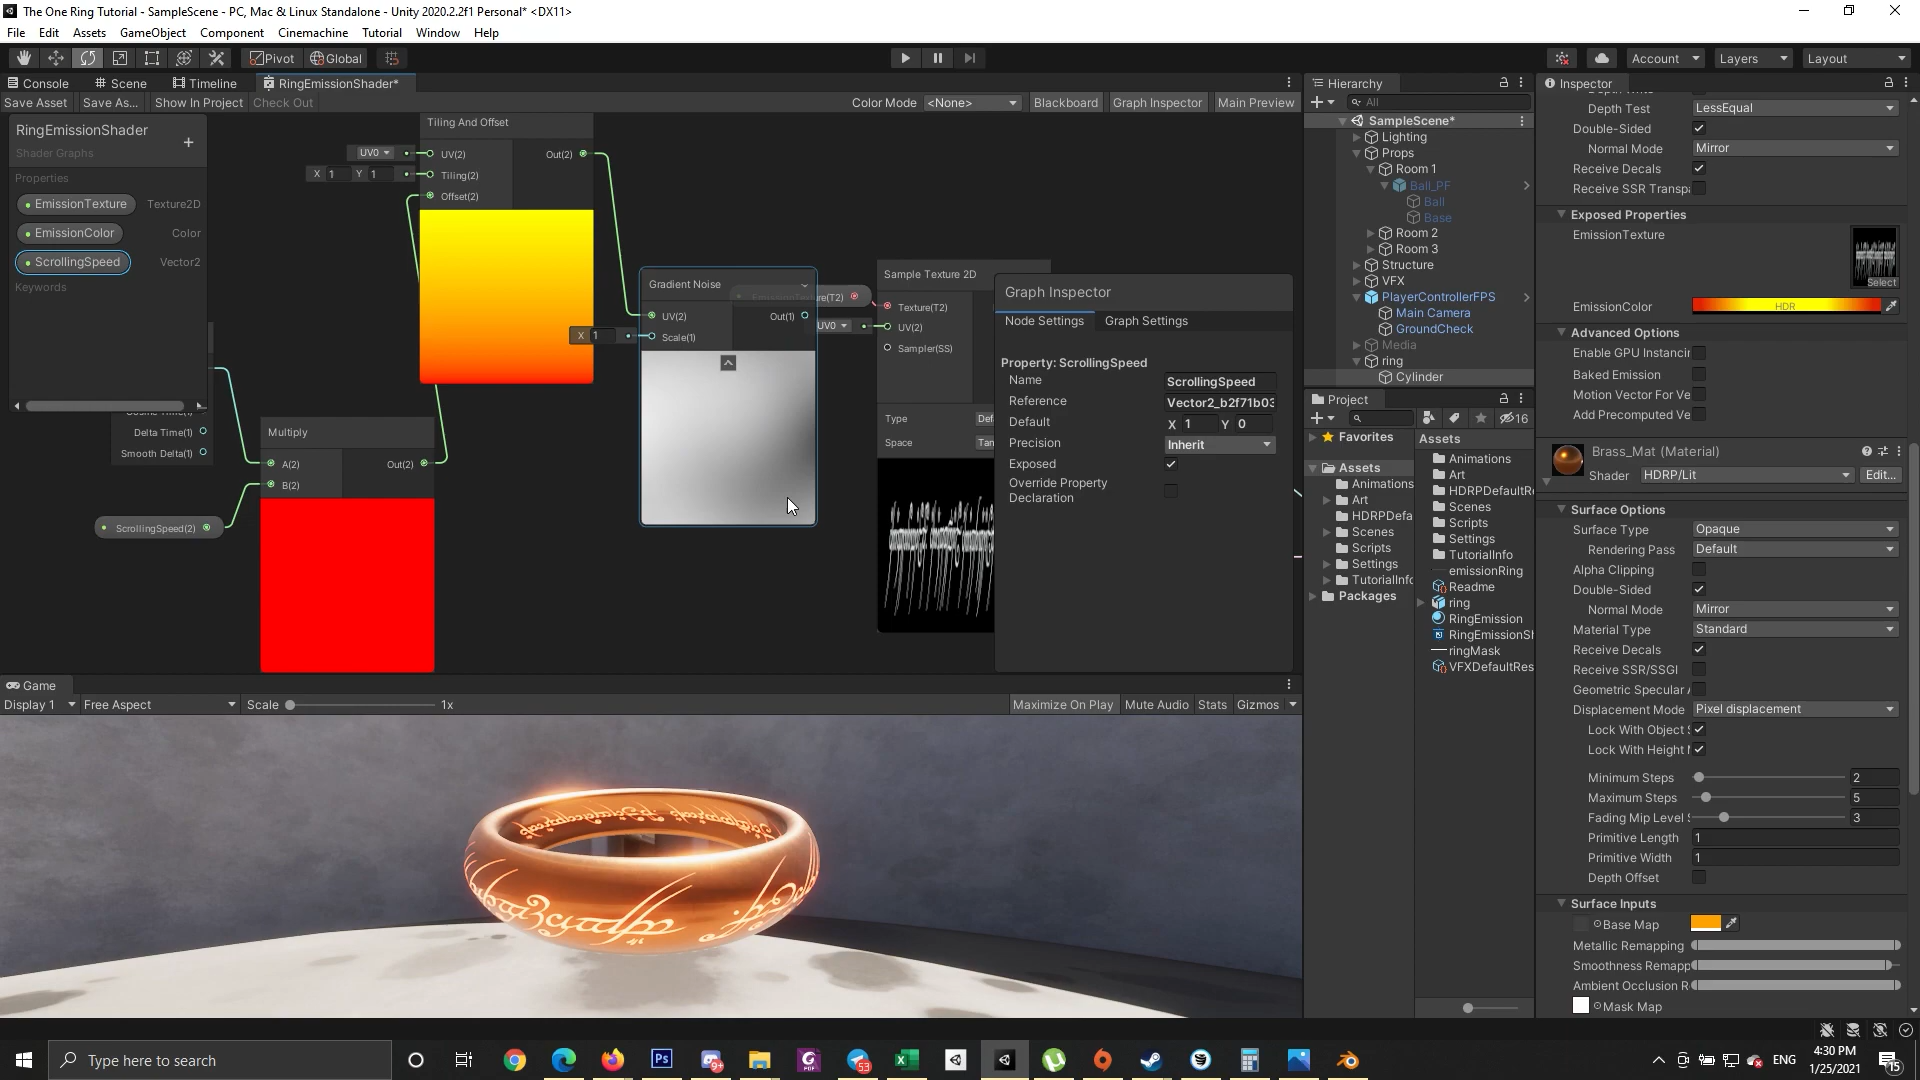 The One Ring Tutorial - SampleScene - PC, Mac & Linux Standalone - Unity 2020.2.2f1 Personal* <DX11>
File Edit Assets GameObject Component Cinemachine Tutorial Window Help
Pivot Global Account Layers Layout
Console Scene Timeline RingEmissionShader*
Save Asset Save As... Show In Project Check Out Color Mode <None> Blackboard Graph Inspector Main Preview
RingEmissionShader
Shader Graphs
Properties
EmissionTexture Texture2D
EmissionColor Color
ScrollingSpeed Vector2
Keywords
Delta Time(1)
Smooth Delta(1)
ScrollingSpeed(2)
Multiply
A(2) Out(2)
B(2)
Tiling And Offset
UV0 UV(2) Out(2)
X 1 Y 1 Tiling(2)
Offset(2)
Gradient Noise
UV(2) Out(1)
X 1 Scale(1)
Sample Texture 2D
Texture(T2)
UV0 UV(2)
Sampler(SS)
Type Def
Space Tan
Graph Inspector
Node Settings Graph Settings
Property: ScrollingSpeed
Name ScrollingSpeed
Reference Vector2_b2f71b03
Default X 1 Y 0
Precision Inherit
Exposed
Override Property
Declaration
Game
Display 1 Free Aspect Scale 1x Maximize On Play Mute Audio Stats Gizmos
Hierarchy
All
SampleScene*
Lighting
Props
Room 1
Ball_PF
Ball
Base
Room 2
Room 3
Structure
VFX
PlayerControllerFPS
Main Camera
GroundCheck
Media
ring
Cylinder
Project
16
Favorites
Assets
Animations
Art
HDRPDefa
Scenes
Scripts
Settings
TutorialInfo
Packages
Assets
Animations
Art
HDRPDefaultRe
Scenes
Scripts
Settings
TutorialInfo
emissionRing
Readme
ring
RingEmission
RingEmissionSh
ringMask
VFXDefaultRes
Inspector
Depth Test LessEqual
Double-Sided
Normal Mode Mirror
Receive Decals
Receive SSR Transpa
Exposed Properties
EmissionTexture
Select
EmissionColor HDR
Advanced Options
Enable GPU Instancin
Baked Emission
Motion Vector For Ve
Add Precomputed Ve
Brass_Mat (Material)
Shader HDRP/Lit Edit...
Surface Options
Surface Type Opaque
Rendering Pass Default
Alpha Clipping
Double-Sided
Normal Mode Mirror
Material Type Standard
Receive Decals
Receive SSR/SSGI
Geometric Specular A
Displacement Mode Pixel displacement
Lock With Object S
Lock With Height M
Minimum Steps 2
Maximum Steps 5
Fading Mip Level S 3
Primitive Length 1
Primitive Width 1
Depth Offset
Surface Inputs
Base Map
Metallic Remapping
Smoothness Remapp
Ambient Occlusion R
Mask Map
Type here to search
Ps
9+
PDF
53
ENG
4:30 PM
1/25/2021
15